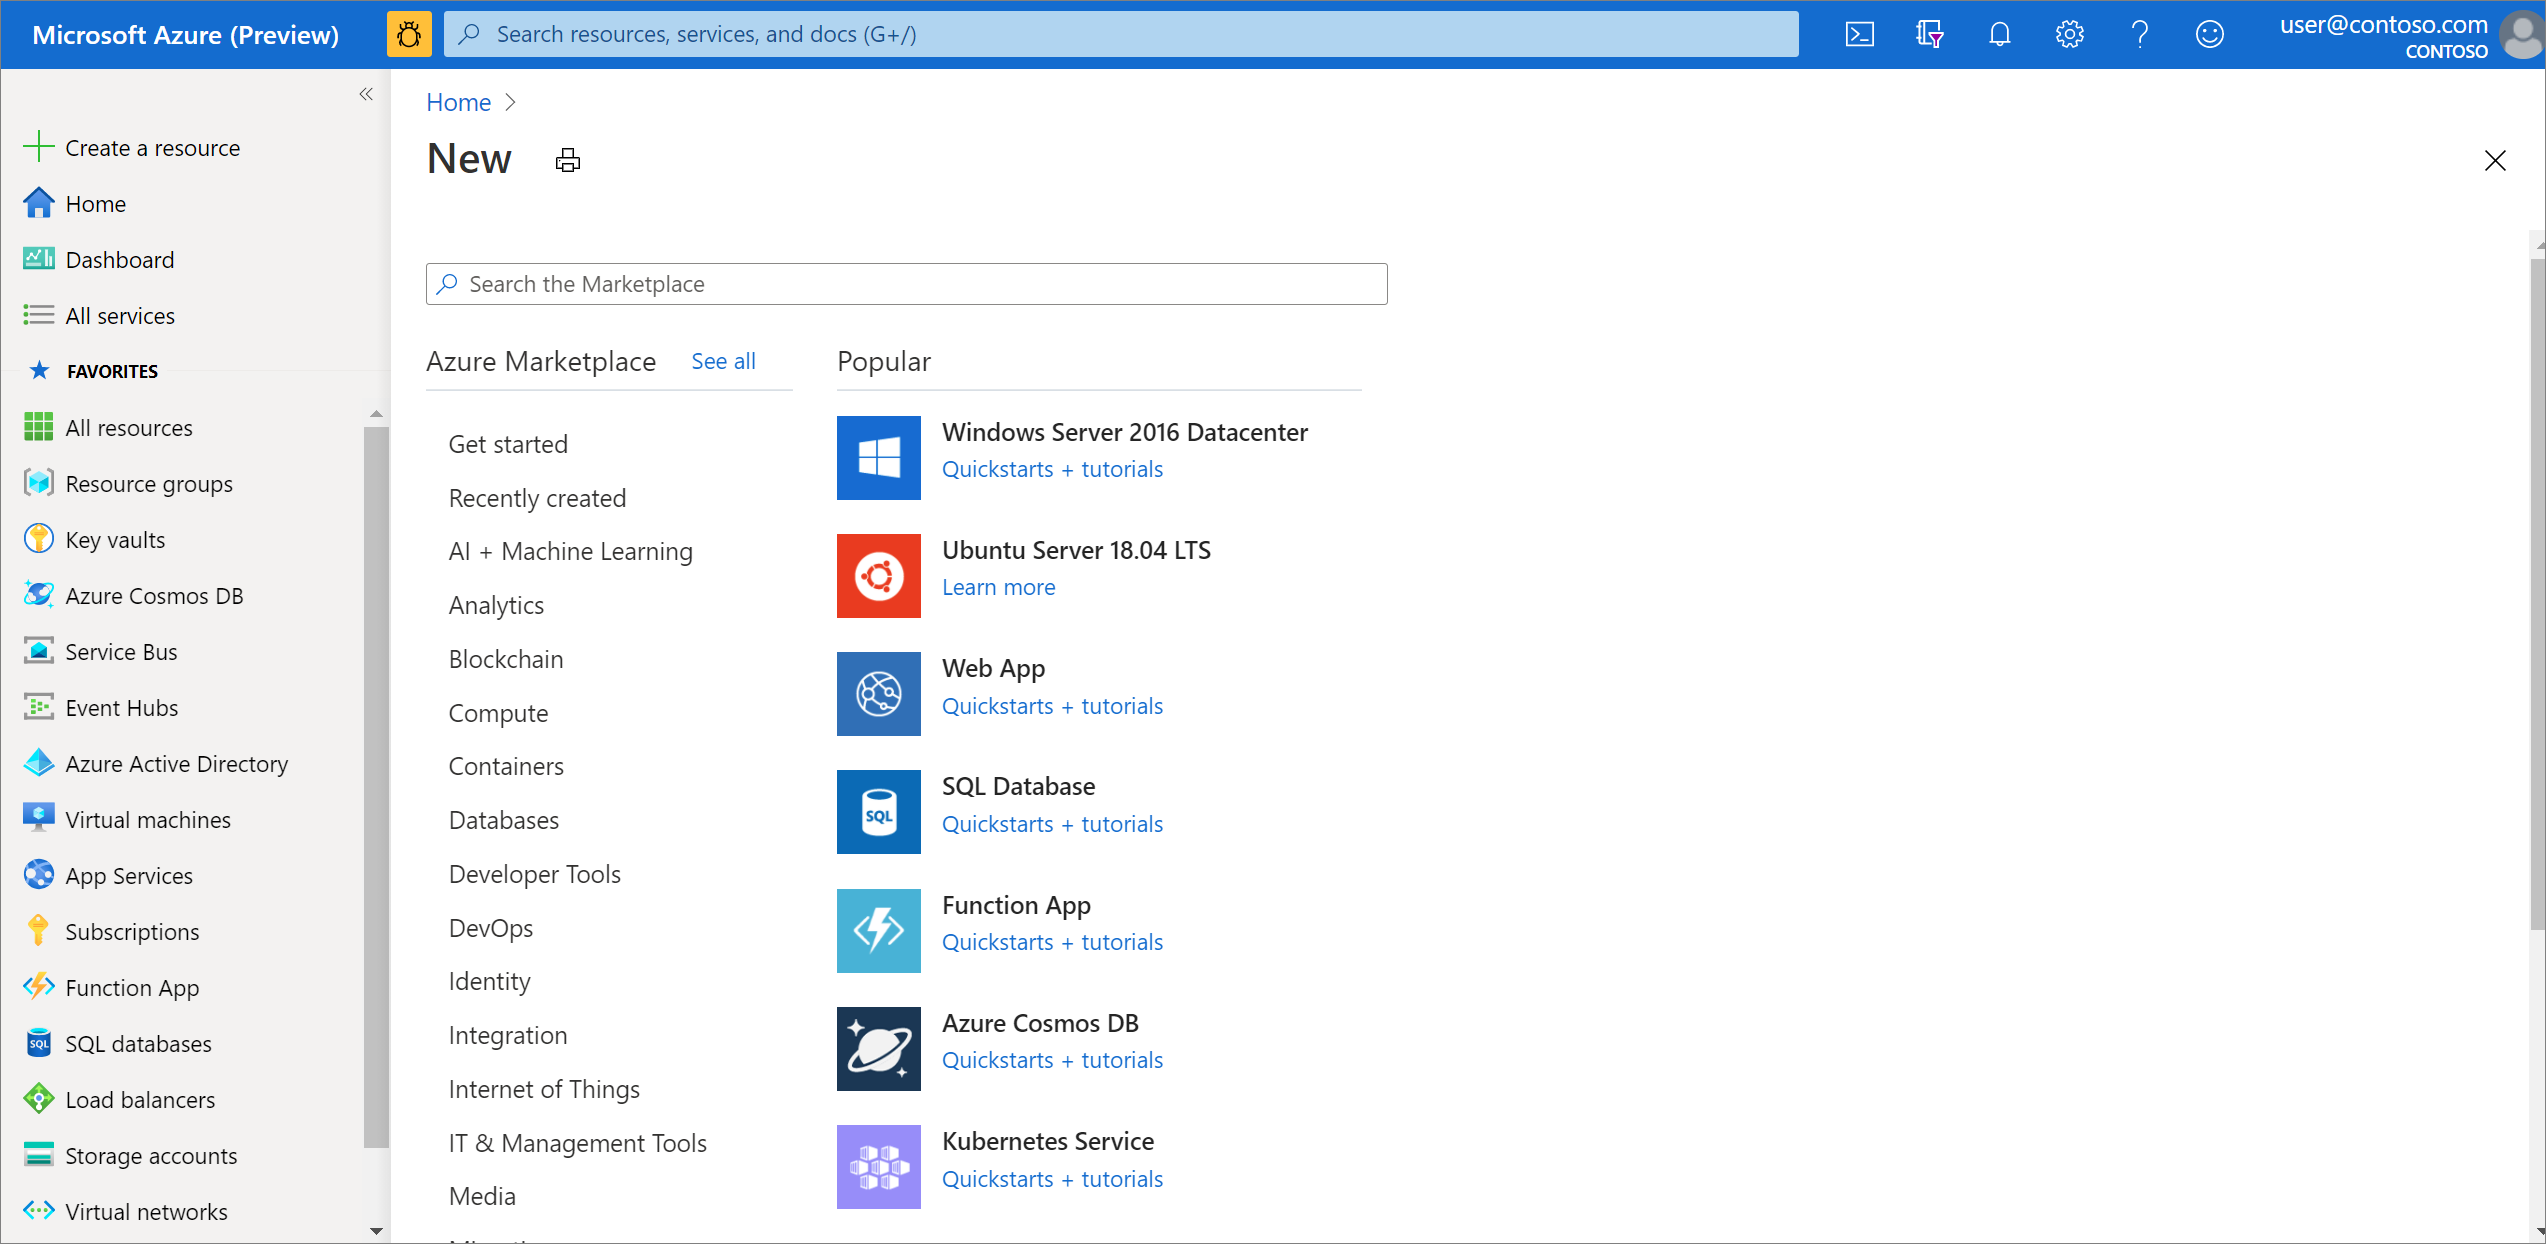 Microsoft Azure (Preview)
Search resources, services, and docs (G+/)
user@contoso.com
CONTOSO
Create a resource
Home
Dashboard
All services
FAVORITES
All resources
Resource groups
Key vaults
Azure Cosmos DB
Service Bus
Event Hubs
Azure Active Directory
Virtual machines
App Services
Subscriptions
Function App
SQL databases
Load balancers
Storage accounts
Virtual networks
Home
New
Search the Marketplace
Azure Marketplace See all
Get started
Recently created
AI + Machine Learning
Analytics
Blockchain
Compute
Containers
Databases
Developer Tools
DevOps
Identity
Integration
Internet of Things
IT & Management Tools
Media
Popular
Windows Server 2016 Datacenter
Quickstarts + tutorials
Ubuntu Server 18.04 LTS
Learn more
Web App
Quickstarts + tutorials
SQL
SQL Database
Quickstarts + tutorials
Function App
Quickstarts + tutorials
Azure Cosmos DB
Quickstarts + tutorials
Kubernetes Service
Quickstarts + tutorials